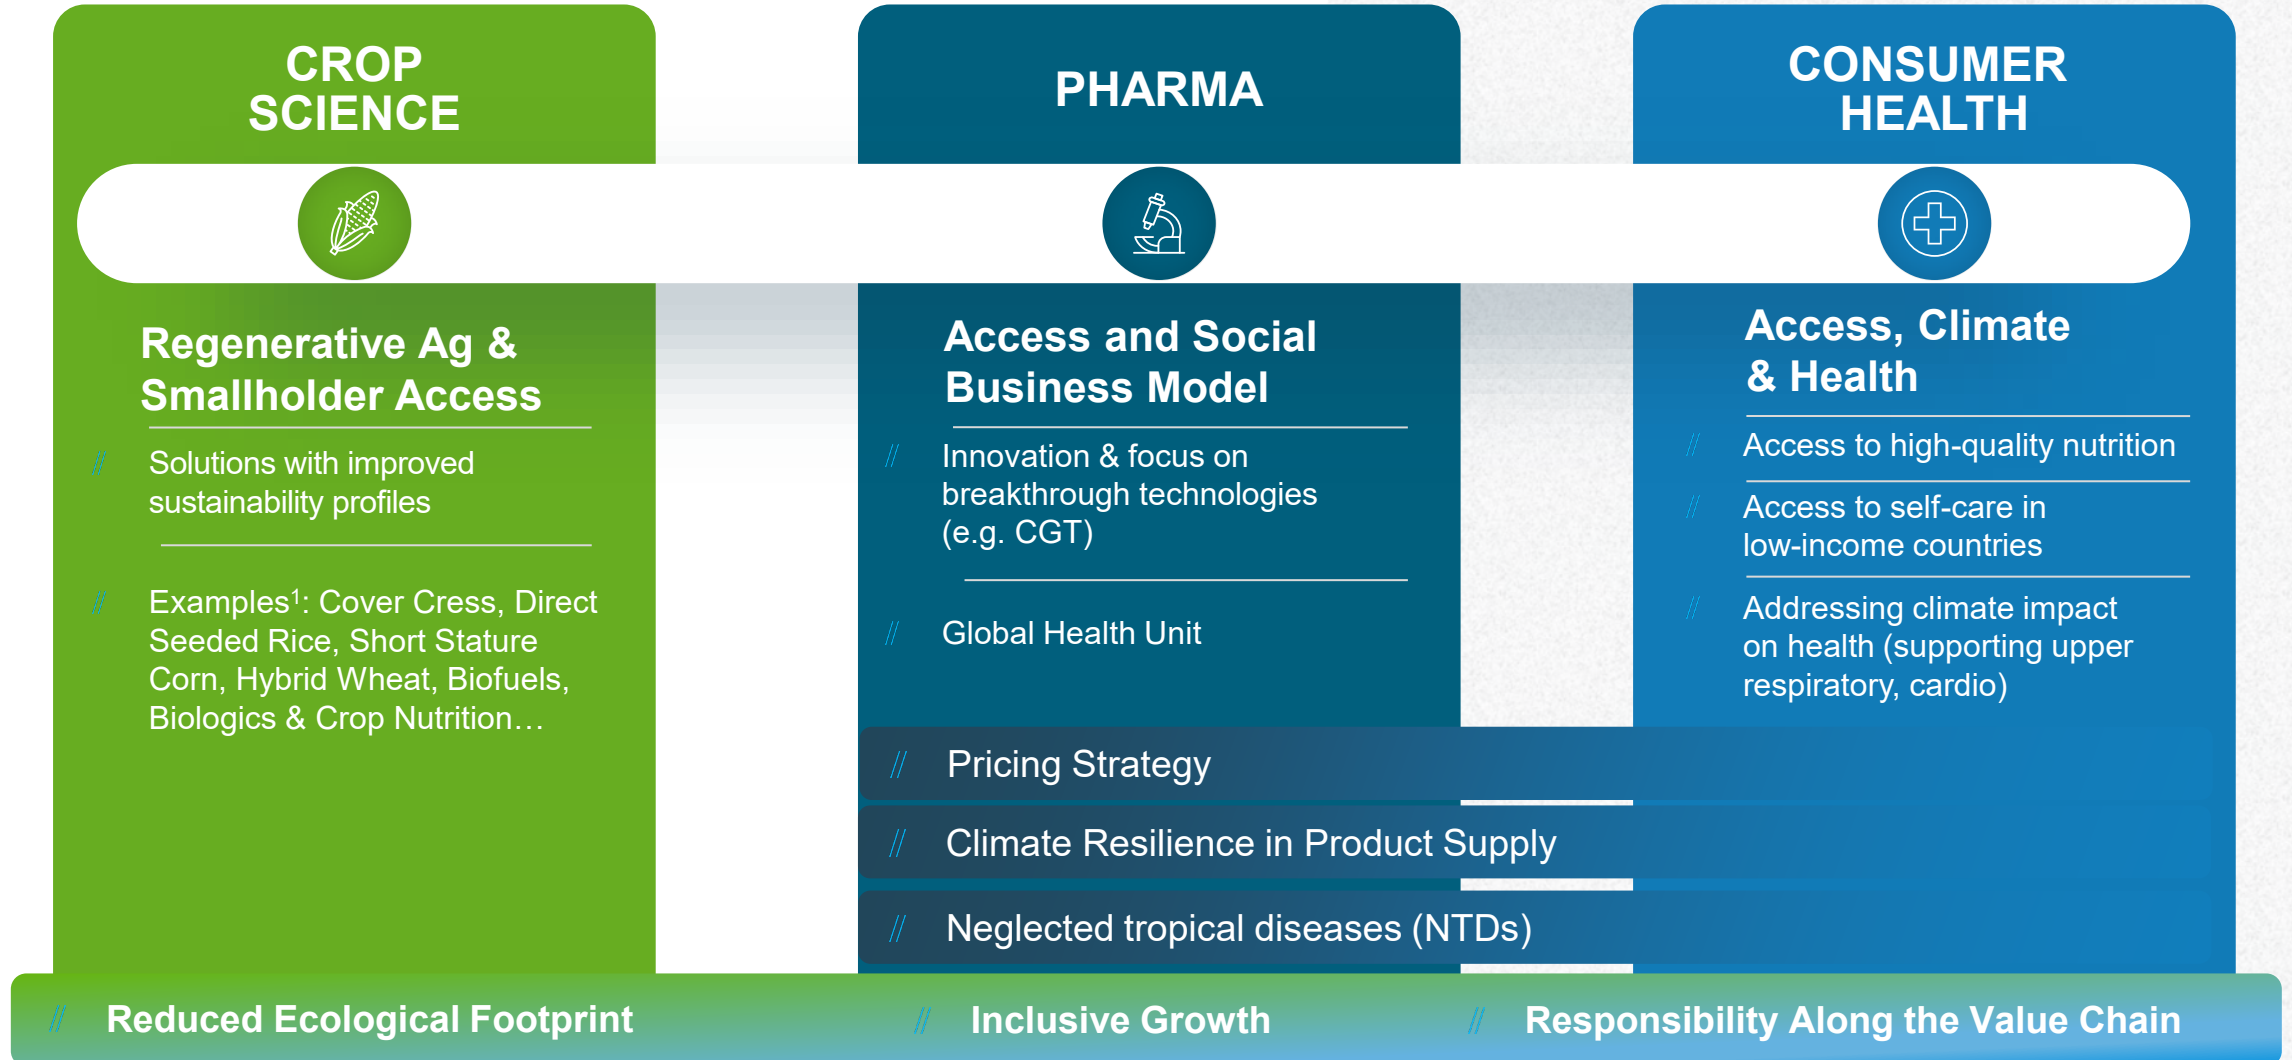 CROP
SCIENCE
Regenerative Ag &
Smallholder Access
// Solutions with improved
sustainability profiles
// Examples¹: Cover Cress, Direct
Seeded Rice, Short Stature
Corn, Hybrid Wheat, Biofuels,
Biologics & Crop Nutrition…
PHARMA
Access and Social
Business Model
// Innovation & focus on
breakthrough technologies
(e.g. CGT)
// Global Health Unit
CONSUMER
HEALTH
Access, Climate
& Health
// Access to high-quality nutrition
// Access to self-care in
low-income countries
// Addressing climate impact
on health (supporting upper
respiratory, cardio)
// Pricing Strategy
// Climate Resilience in Product Supply
// Neglected tropical diseases (NTDs)
// Reduced Ecological Footprint
// Inclusive Growth
// Responsibility Along the Value Chain